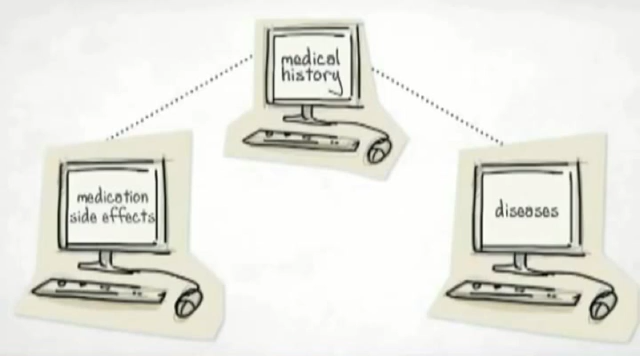 medical
history
medication
side effects
diseases